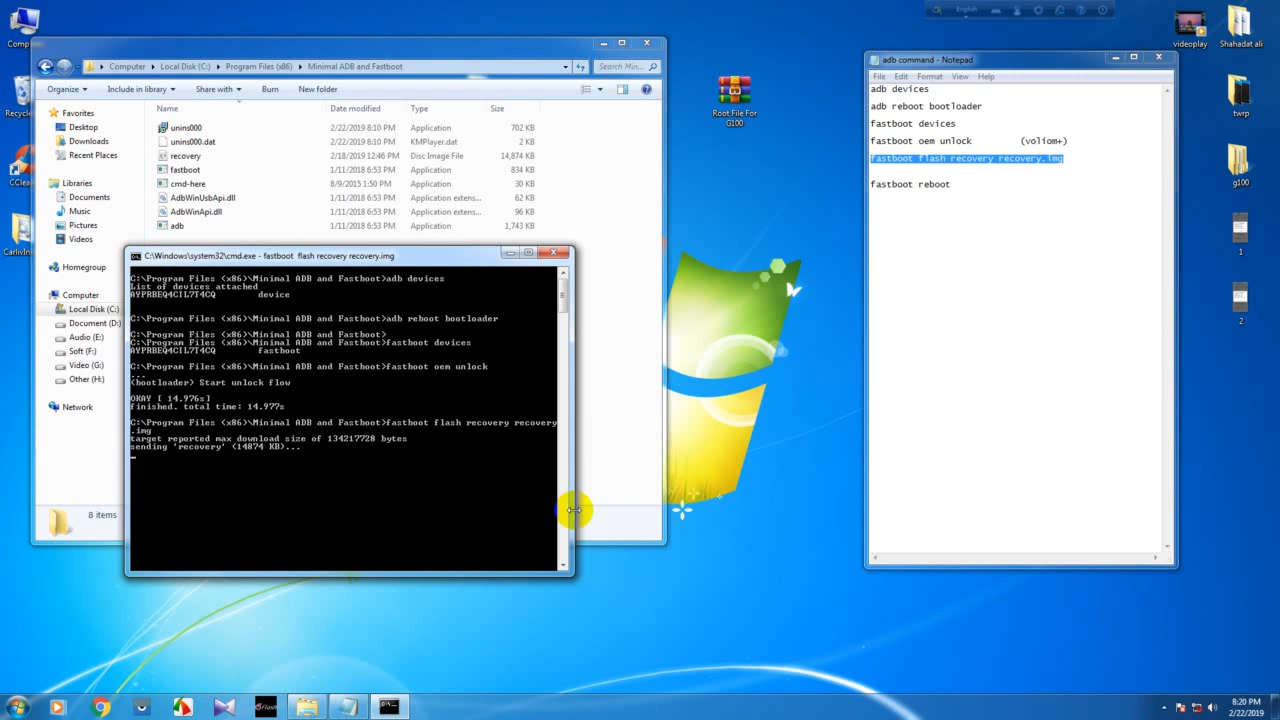 English
Comp
Recycle
CClea
CarlivIn
Computer
Local Disk (C:)
Program Files (x86)
Minimal ADB and Fastboot
Search Min...
Organize
Include in library
Share with
Burn
New folder
Name
Date modified
Type
Size
Favorites
Desktop
Downloads
Recent Places
Libraries
Documents
Music
Pictures
Videos
Homegroup
Computer
Local Disk (C:)
Document (D:)
Audio (E:)
Soft (F:)
Video (G:)
Other (H:)
Network
unins000 2/22/2019 8:10 PM Application 702 KB
unins000.dat 2/22/2019 8:10 PM KMPlayer.dat 2 KB
recovery 2/18/2019 12:46 PM Disc Image File 14,874 KB
fastboot 1/11/2018 6:53 PM Application 834 KB
cmd-here 8/9/2015 1:50 PM Application 30 KB
AdbWinUsbApi.dll 1/11/2018 6:53 PM Application extens... 62 KB
AdbWinApi.dll 1/11/2018 6:53 PM Application extens... 96 KB
adb 1/11/2018 6:53 PM Application 1,743 KB
8 items
C:\Windows\system32\cmd.exe - fastboot flash recovery recovery.img
C:\Program Files (x86)\Minimal ADB and Fastboot>adb devices
List of devices attached
AYPRBEQ4CIL7T4CQ device
C:\Program Files (x86)\Minimal ADB and Fastboot>adb reboot bootloader
C:\Program Files (x86)\Minimal ADB and Fastboot>
C:\Program Files (x86)\Minimal ADB and Fastboot>fastboot devices
AYPRBEQ4CIL7T4CQ fastboot
C:\Program Files (x86)\Minimal ADB and Fastboot>fastboot oem unlock
...
(bootloader) Start unlock flow
OKAY [ 14.976s]
finished. total time: 14.977s
C:\Program Files (x86)\Minimal ADB and Fastboot>fastboot flash recovery recovery
.img
target reported max download size of 134217728 bytes
sending 'recovery' (14874 KB)...
Root File For
G100
adb command - Notepad
File Edit Format View Help
adb devices
adb reboot bootloader
fastboot devices
fastboot oem unlock (voliom+)
fastboot flash recovery recovery.img
fastboot reboot
videoplay
Shahadat ali
twrp
g100
1
2
Flash
8:20 PM
2/22/2019